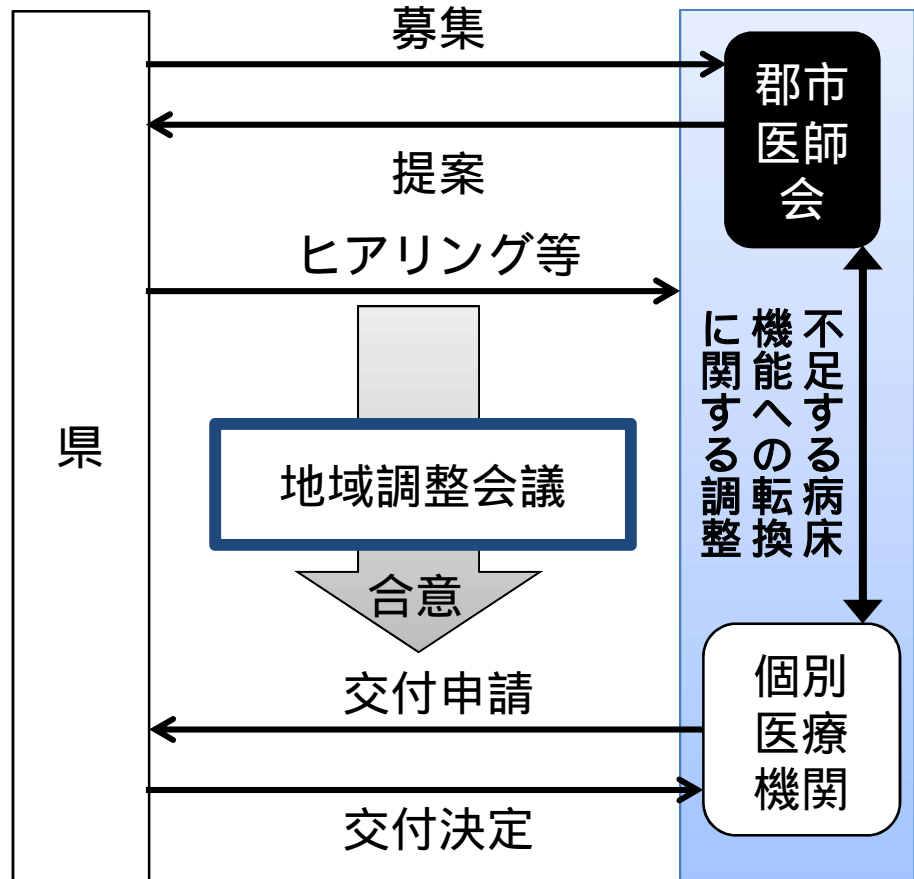 募集
郡市
医師
会
提案
ヒアリング等
不足する病床
機能への転換
に関する調整
県
地域調整会議
合意
交付申請
個別
医療
機関
交付決定